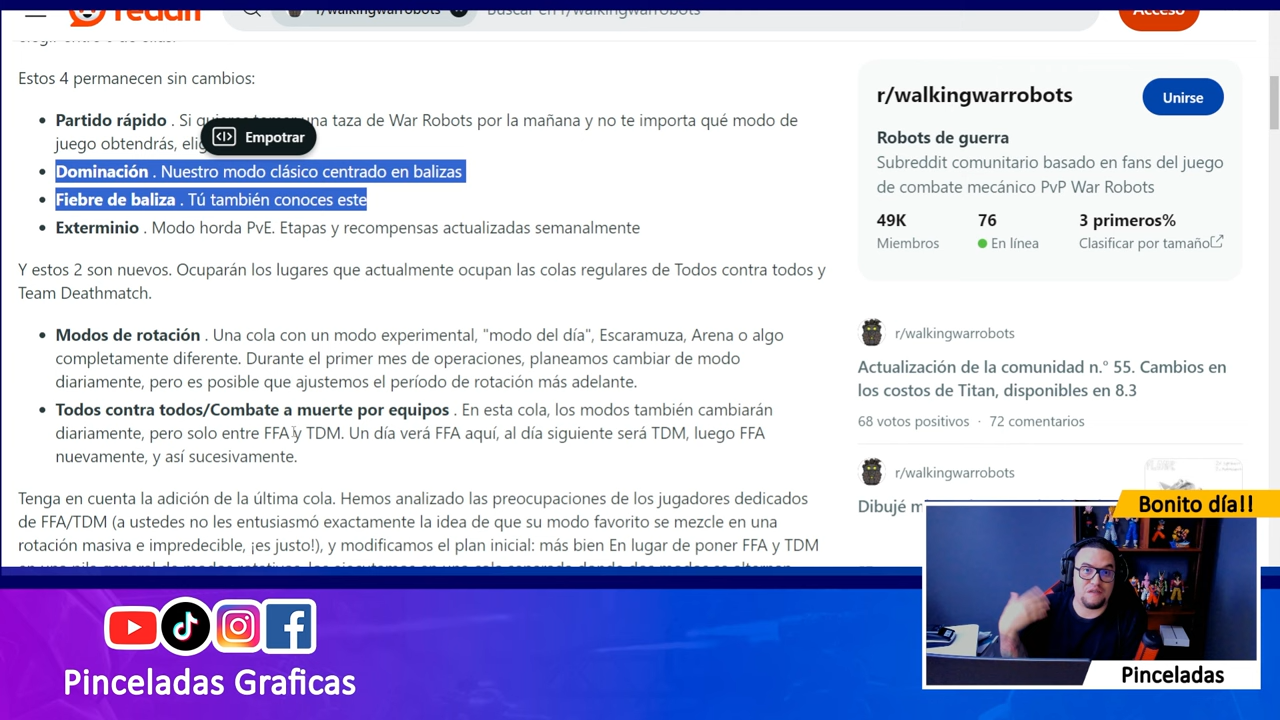 reddit
r/walkingwarrobots
Buscar en r/walkingwarrobots
Acceso
elegir entre 6 de ellas.
Estos 4 permanecen sin cambios:
Partido rápido . Si quieres tomar una taza de War Robots por la mañana y no te importa qué modo de
juego obtendrás, elig
Empotrar
Dominación . Nuestro modo clásico centrado en balizas
Fiebre de baliza . Tú también conoces este
Exterminio . Modo horda PvE. Etapas y recompensas actualizadas semanalmente
Y estos 2 son nuevos. Ocuparán los lugares que actualmente ocupan las colas regulares de Todos contra todos y
Team Deathmatch.
Modos de rotación . Una cola con un modo experimental, "modo del día", Escaramuza, Arena o algo
completamente diferente. Durante el primer mes de operaciones, planeamos cambiar de modo
diariamente, pero es posible que ajustemos el período de rotación más adelante.
Todos contra todos/Combate a muerte por equipos . En esta cola, los modos también cambiarán
diariamente, pero solo entre FFA y TDM. Un día verá FFA aquí, al día siguiente será TDM, luego FFA
nuevamente, y así sucesivamente.
Tenga en cuenta la adición de la última cola. Hemos analizado las preocupaciones de los jugadores dedicados
de FFA/TDM (a ustedes no les entusiasmó exactamente la idea de que su modo favorito se mezcle en una
rotación masiva e impredecible, ¡es justo!), y modificamos el plan inicial: más bien En lugar de poner FFA y TDM
r/walkingwarrobots
Unirse
Robots de guerra
Subreddit comunitario basado en fans del juego
de combate mecánico PvP War Robots
49K
76
3 primeros%
Miembros
En línea
Clasificar por tamaño
r/walkingwarrobots
Actualización de la comunidad n.° 55. Cambios en
los costos de Titan, disponibles en 8.3
68 votos positivos · 72 comentarios
r/walkingwarrobots
Dibujé m
Bonito día!!
Pinceladas
Pinceladas Graficas